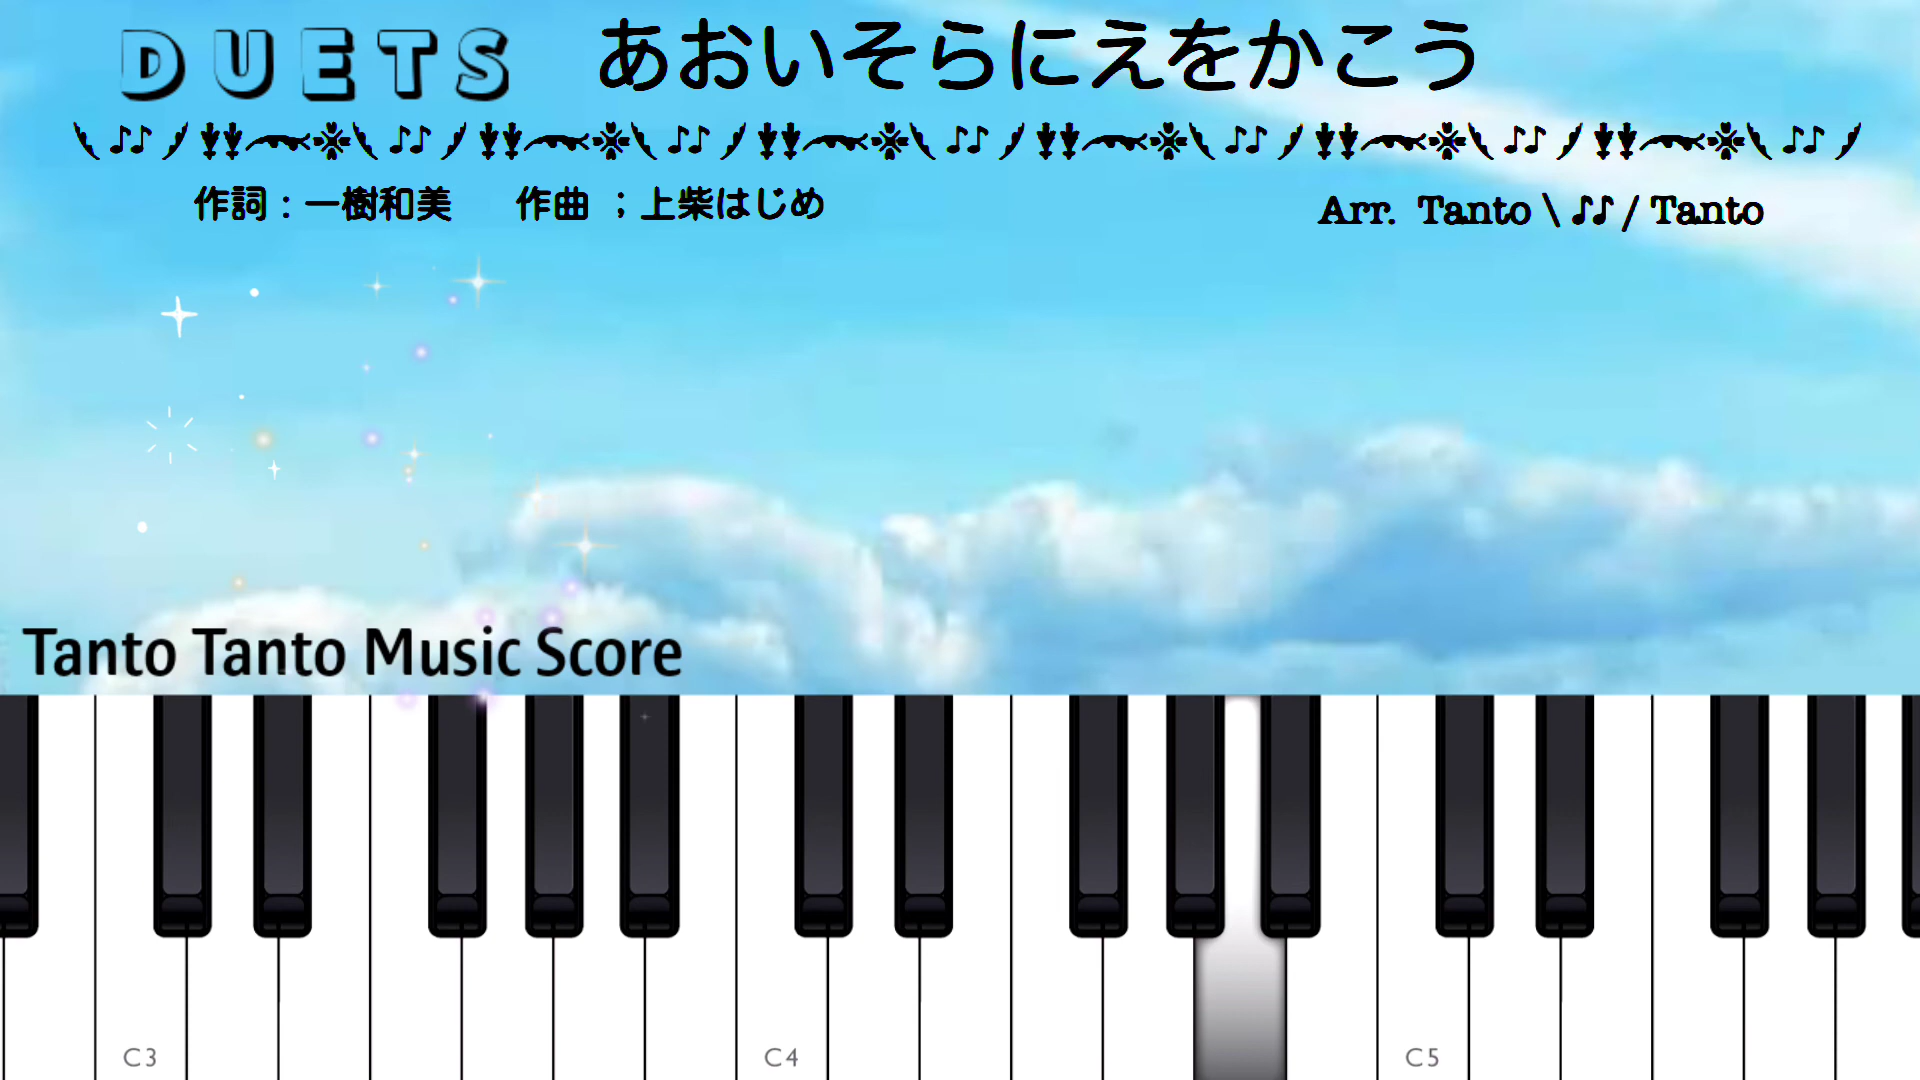 DUETS あおいそらにえをかこう
作詞：一樹和美 作曲；上柴はじめ Arr. Tanto \ ♪♪ / Tanto
Tanto Tanto Music Score
C3 C4 C5